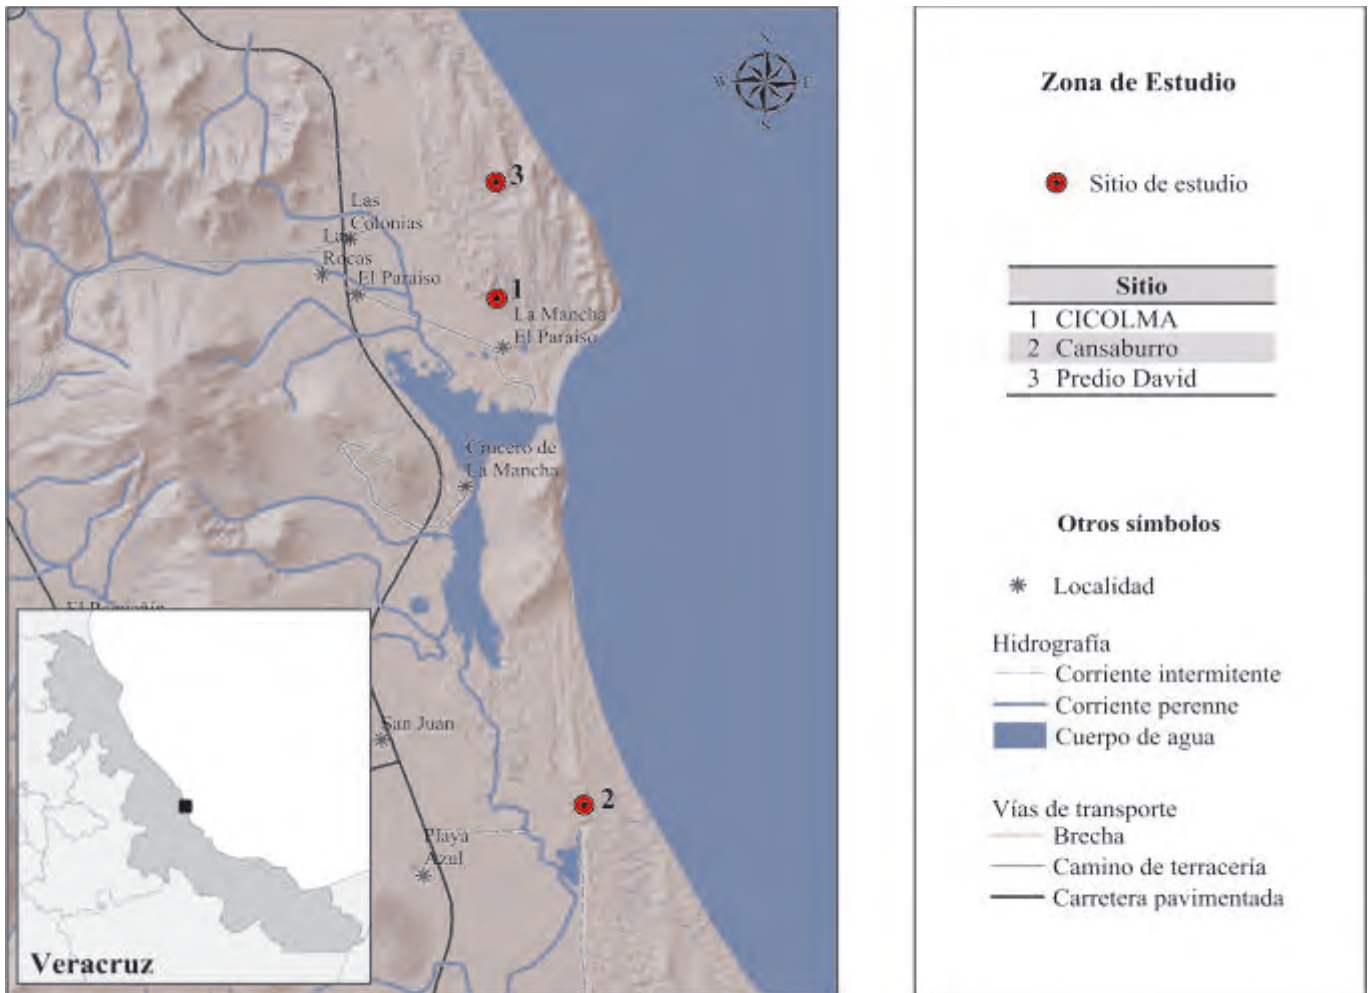 N
W
E
S
3
Las
Colonias
Las
Rocas
El Paraiso
1
La Mancha
El Paraiso
Crucero de
La Mancha
San Juan
2
Playa
Azul
Veracruz
Zona de Estudio
Sitio de estudio
Sitio
1 CICOLMA
2 Cansaburro
3 Predio David
Otros símbolos
Localidad
Hidrografía
Corriente intermitente
Corriente perenne
Cuerpo de agua
Vías de transporte
Brecha
Camino de terracería
Carretera pavimentada